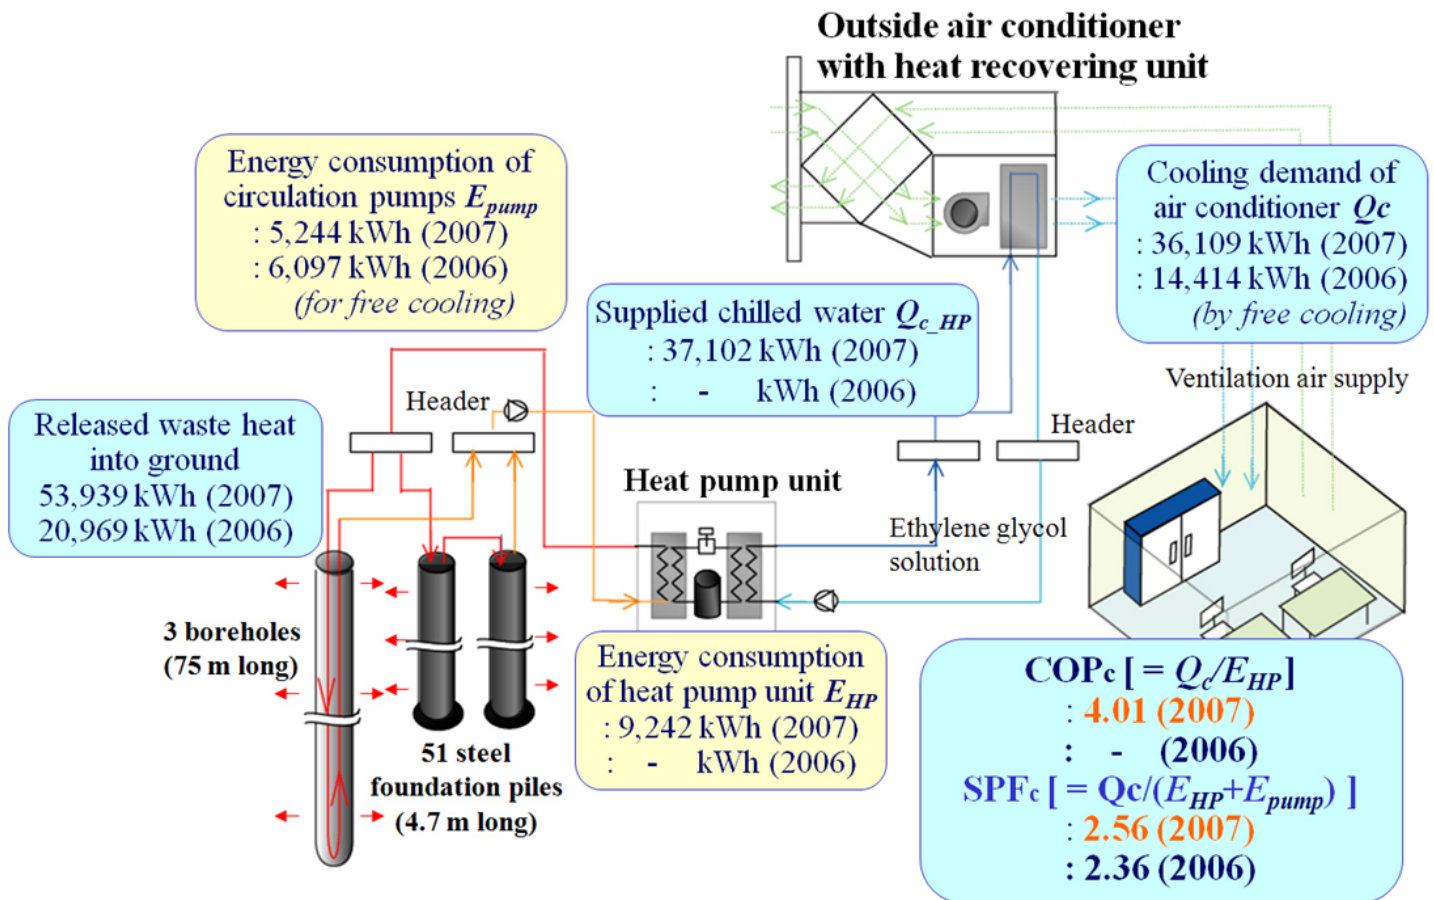 Outside air conditioner
with heat recovering unit
Energy consumption of
circulation pumps Epump
: 5,244 kWh (2007)
: 6,097 kWh (2006)
(for free cooling)
Cooling demand of
air conditioner Qc
: 36,109 kWh (2007)
: 14,414 kWh (2006)
(by free cooling)
Supplied chilled water Qc_HP
: 37,102 kWh (2007)
: - kWh (2006)
Ventilation air supply
Released waste heat
into ground
53,939 kWh (2007)
20,969 kWh (2006)
Header
Header
Heat pump unit
Ethylene glycol
solution
3 boreholes
(75 m long)
51 steel
foundation piles
(4.7 m long)
Energy consumption
of heat pump unit EHP
: 9,242 kWh (2007)
: - kWh (2006)
COPc [ = Qc/EHP]
: 4.01 (2007)
: - (2006)
SPFc [ = Qc/(EHP+Epump) ]
: 2.56 (2007)
: 2.36 (2006)